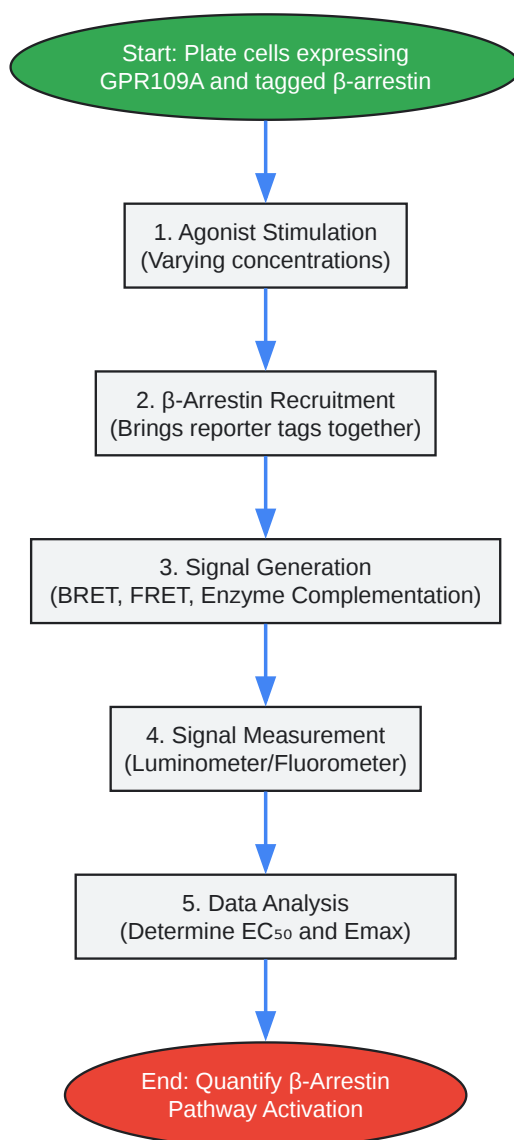 Start: Plate cells expressing
GPR109A and tagged β-arrestin
1. Agonist Stimulation
(Varying concentrations)
2. β-Arrestin Recruitment
(Brings reporter tags together)
3. Signal Generation
(BRET, FRET, Enzyme Complementation)
4. Signal Measurement
(Luminometer/Fluorometer)
5. Data Analysis
(Determine EC₅₀ and Emax)
End: Quantify β-Arrestin
Pathway Activation